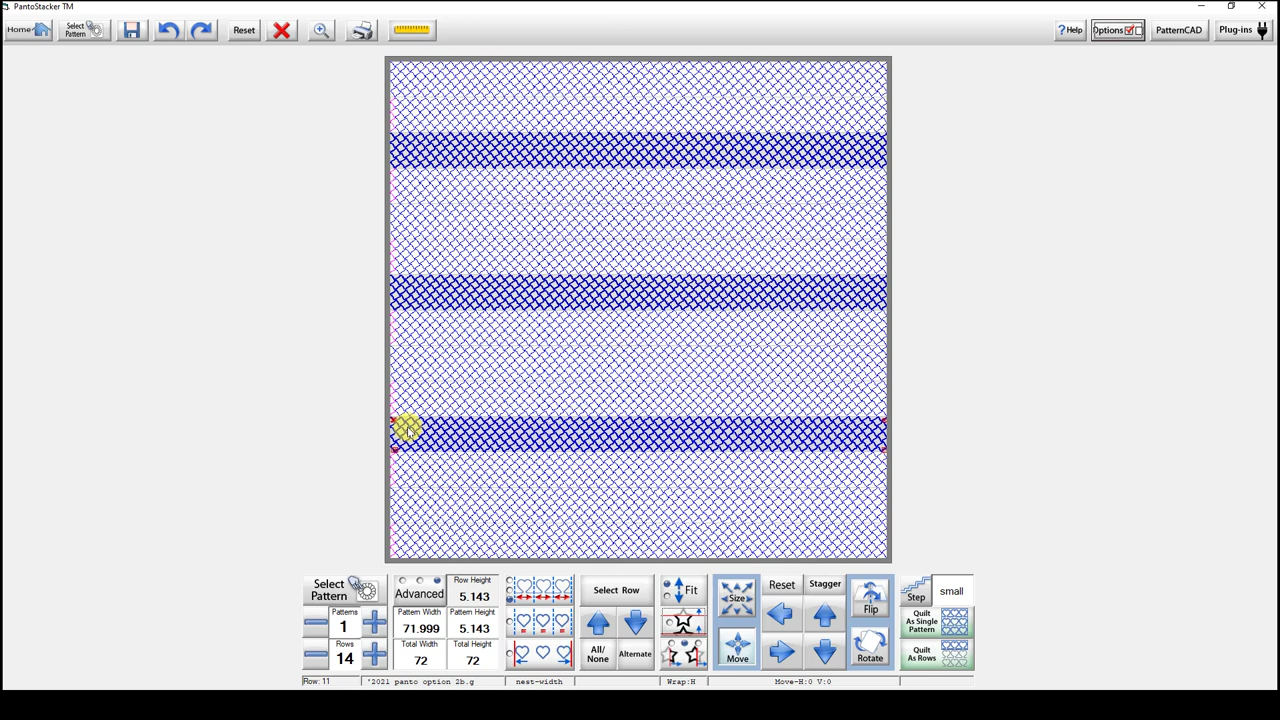 PantoStacker TM
Home
Select
Pattern
Reset
?Help
Options
PatternCAD
Plug-ins
Select
Pattern
Advanced
Row Height
5.143
Select Row
Fit
Size
Reset
Stagger
Flip
Step
small
Patterns
1
Pattern Width
71.999
Pattern Height
5.143
Quilt
As Single
Pattern
Rows
14
Total Width
72
Total Height
72
All/
None
Alternate
Move
Rotate
Quilt
As Rows
Row: 11
*2021 panto option 2b.g
nest-width
Wrap:H
Move-H:0 V:0